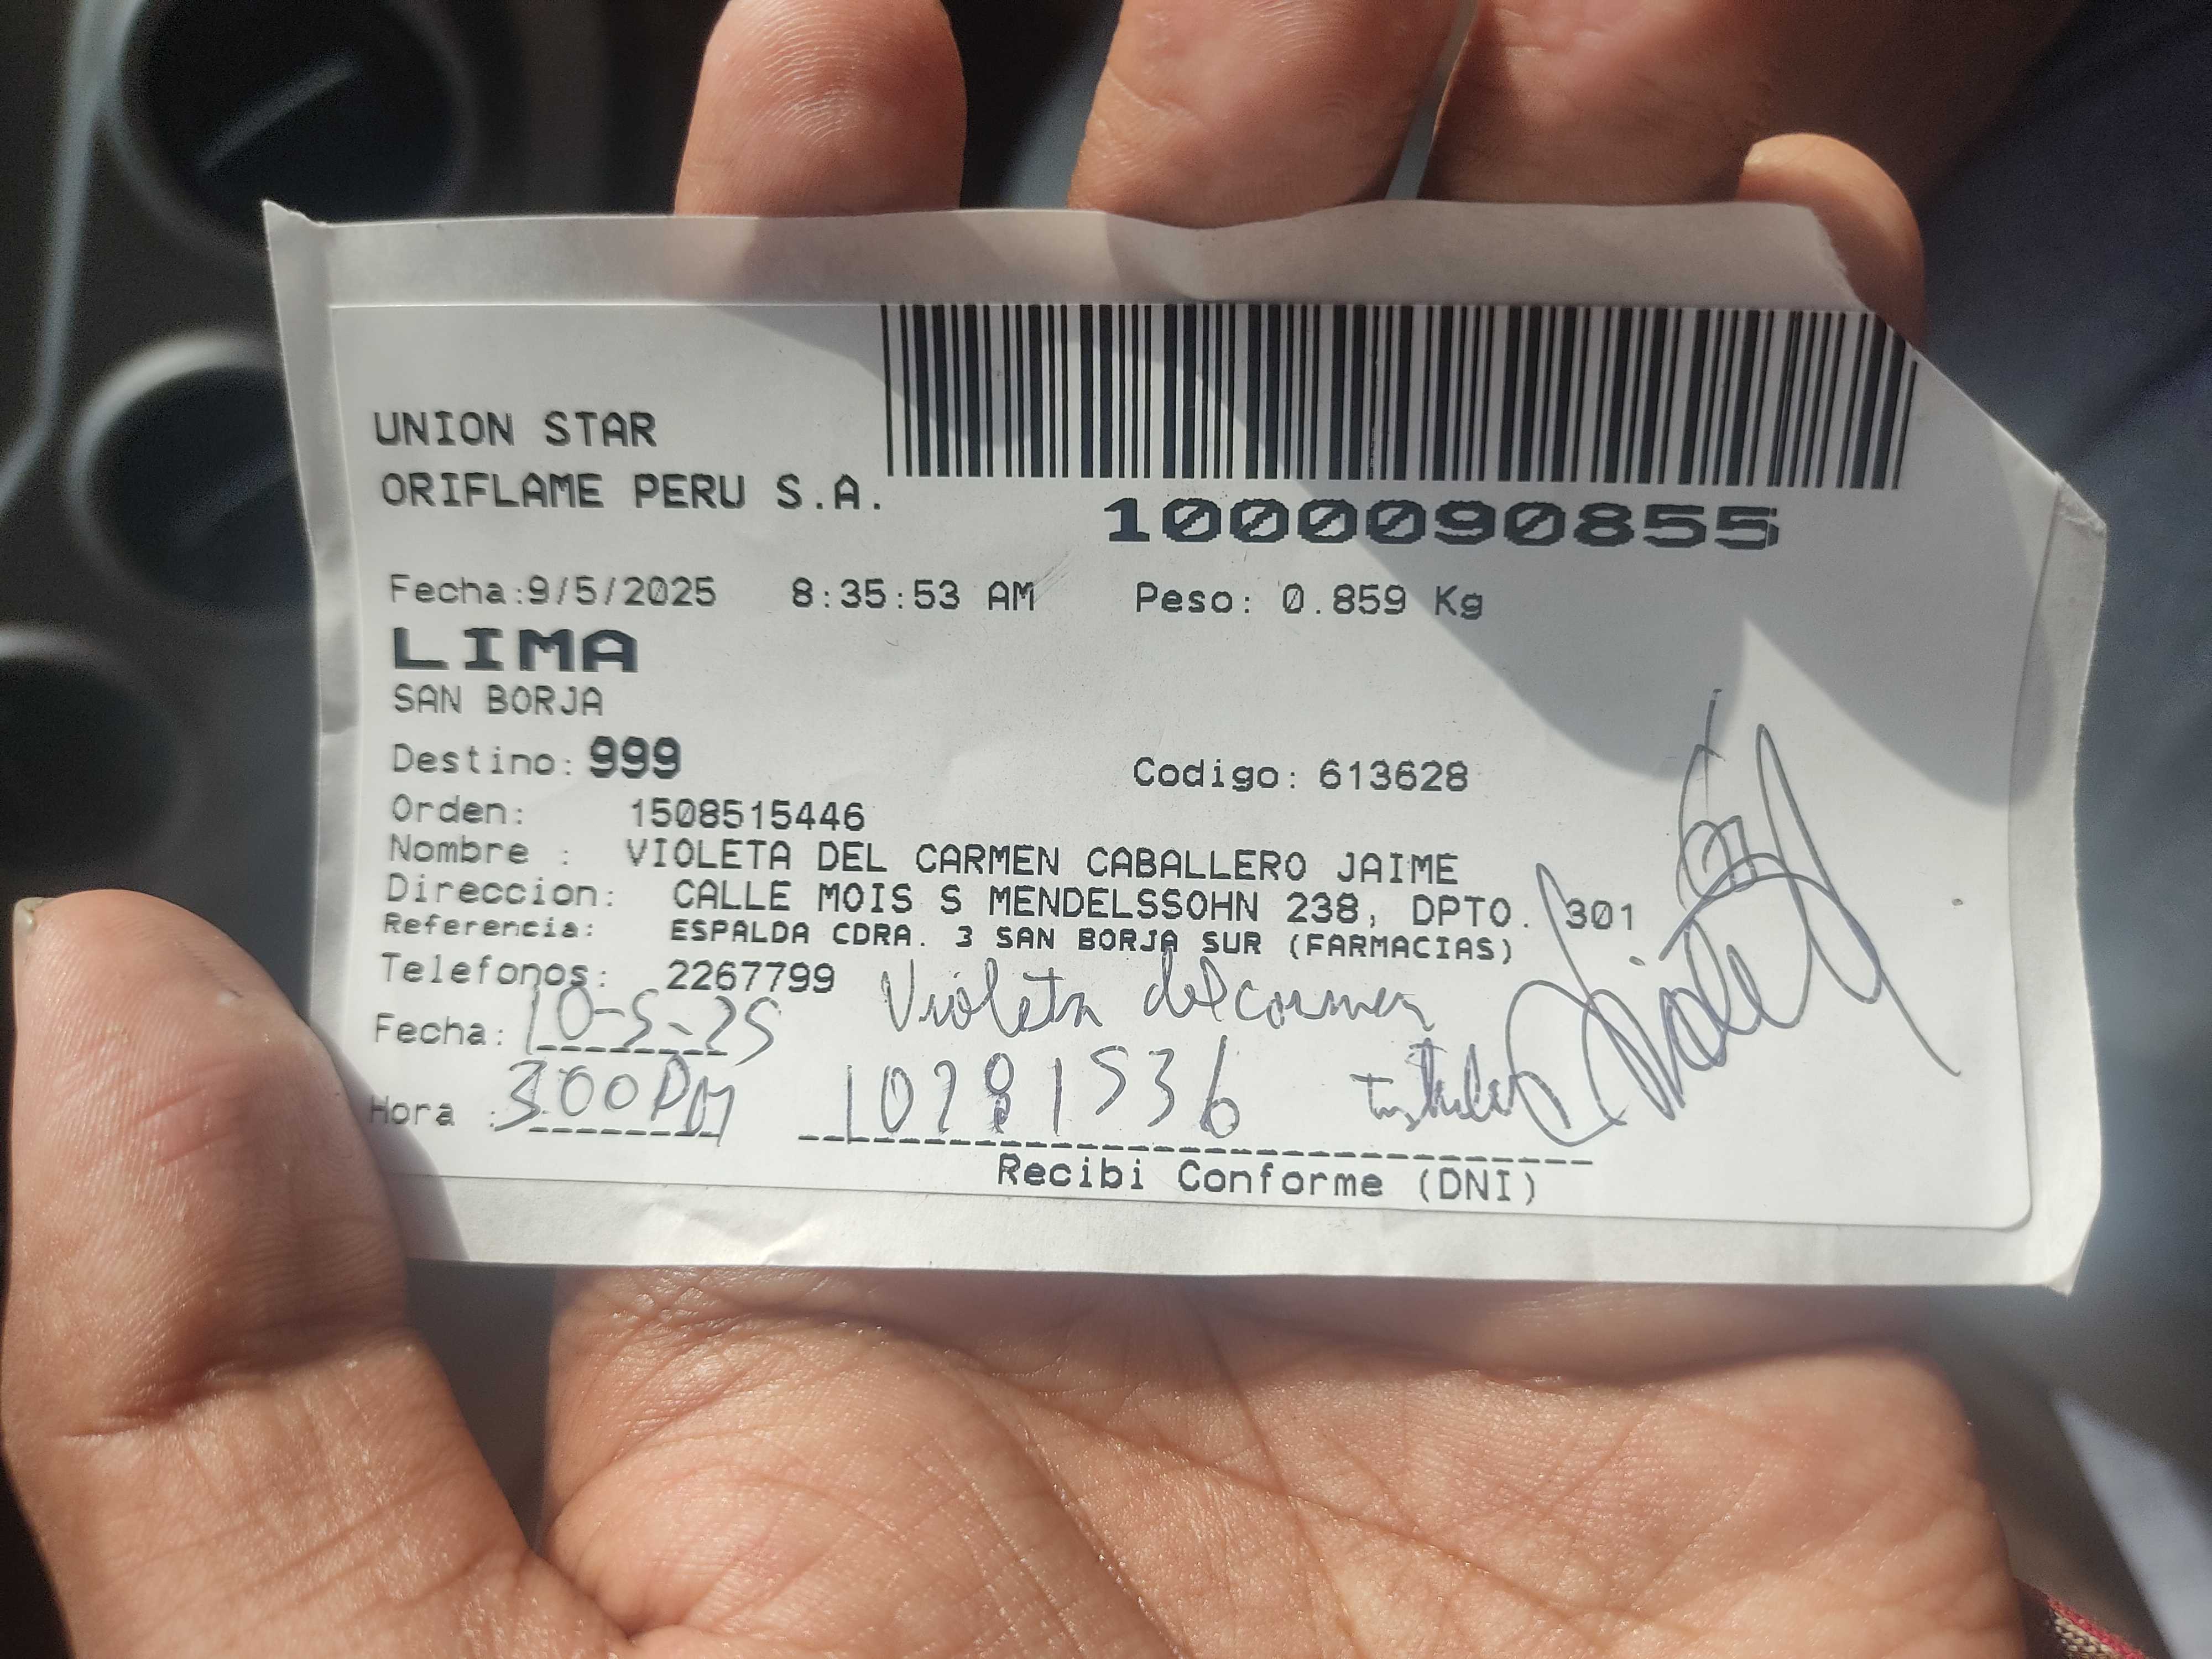 UNION STAR
ORIFLAME PERU S.A.
1000090855
Fecha:9/5/2025 8:35:53 AM Peso: 0.859 Kg
LIMA
SAN BORJA
Destino: 999 Codigo: 613628
Orden: 1508515446
Nombre : VIOLETA DEL CARMEN CABALLERO JAIME
Direccion: CALLE MOIS S MENDELSSOHN 238, DPTO. 301
Referencia: ESPALDA CDRA. 3 SAN BORJA SUR (FARMACIAS)
Telefonos: 2267799
Violeta del carmen
Fecha: 10-5-25
Hora : 3:00 PM
10281536
Recibi Conforme (DNI)